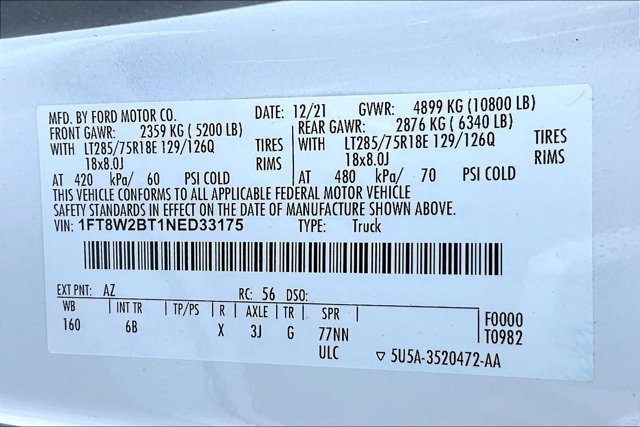 MFD. BY FORD MOTOR CO. DATE: 12/21 GVWR: 4899 KG (10800 LB)
FRONT GAWR: 2359 KG (5200 LB) REAR GAWR: 2876 KG (6340 LB)
WITH LT285/75R18E 129/126Q TIRES WITH LT285/75R18E 129/126Q TIRES
18x8.0J RIMS 18x8.0J RIMS
AT 420 kPa/ 60 PSI COLD AT 480 kPa/ 70 PSI COLD
THIS VEHICLE CONFORMS TO ALL APPLICABLE FEDERAL MOTOR VEHICLE
SAFETY STANDARDS IN EFFECT ON THE DATE OF MANUFACTURE SHOWN ABOVE.
VIN: 1FT8W2BT1NED33175 TYPE: Truck
EXT PNT: AZ RC: 56 DSO:
WB INT TR TP/PS R AXLE TR SPR F0000
160 6B X 3J G 77NN T0982
ULC ▽ 5U5A-3520472-AA